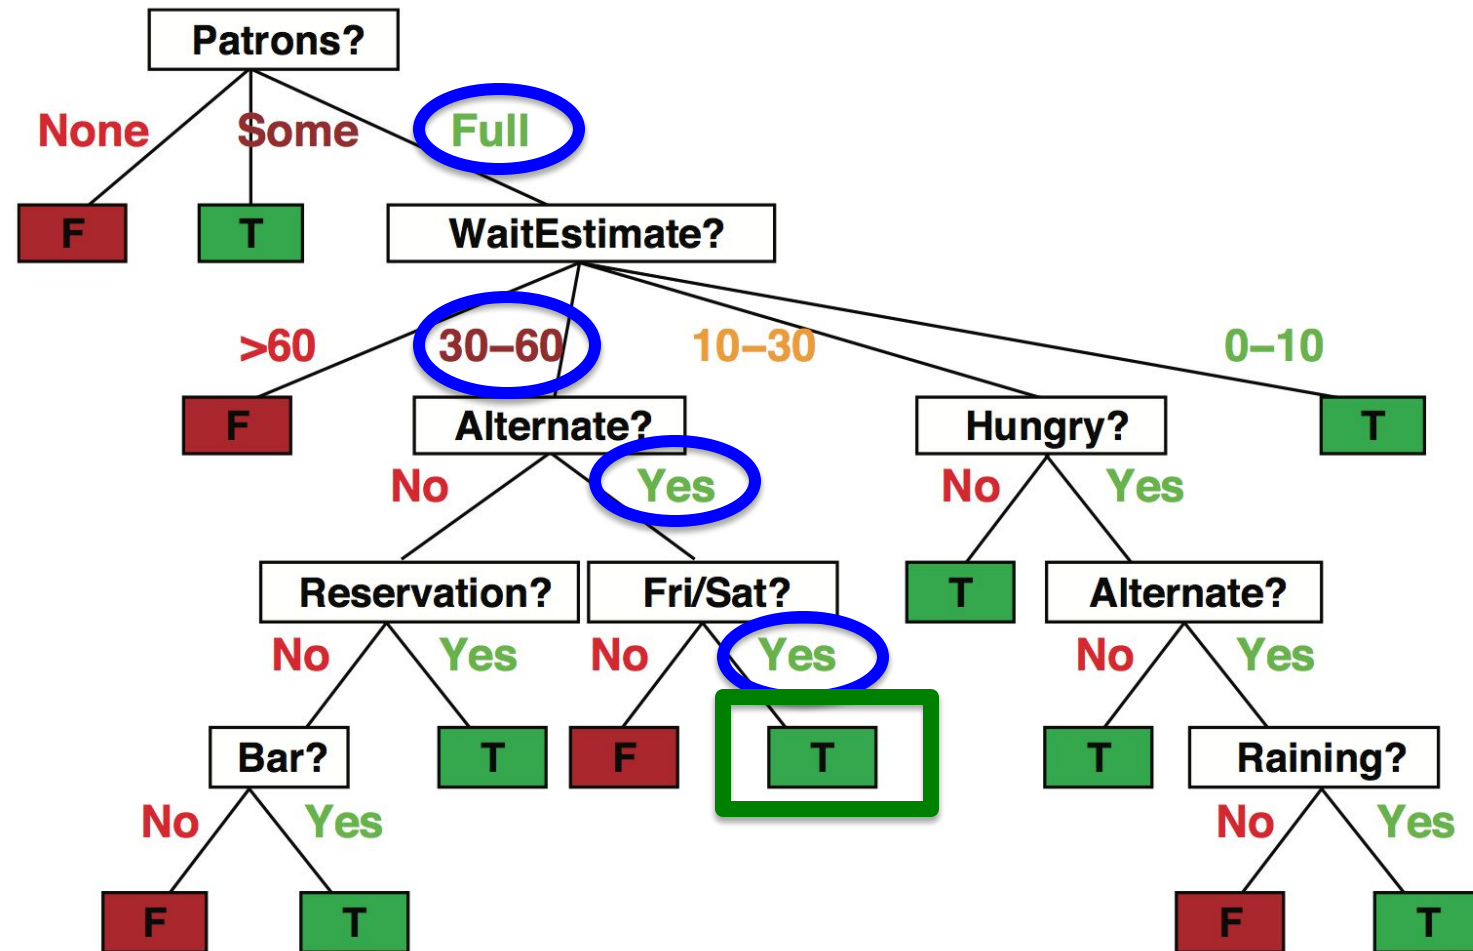 Patrons?
None Some Full
F T WaitEstimate?
>60 30–60 10–30 0–10
F Alternate? Hungry? T
No Yes No Yes
Reservation? Fri/Sat? T Alternate?
No Yes No Yes No Yes
Bar? T F T T Raining?
No Yes No Yes
F T F T